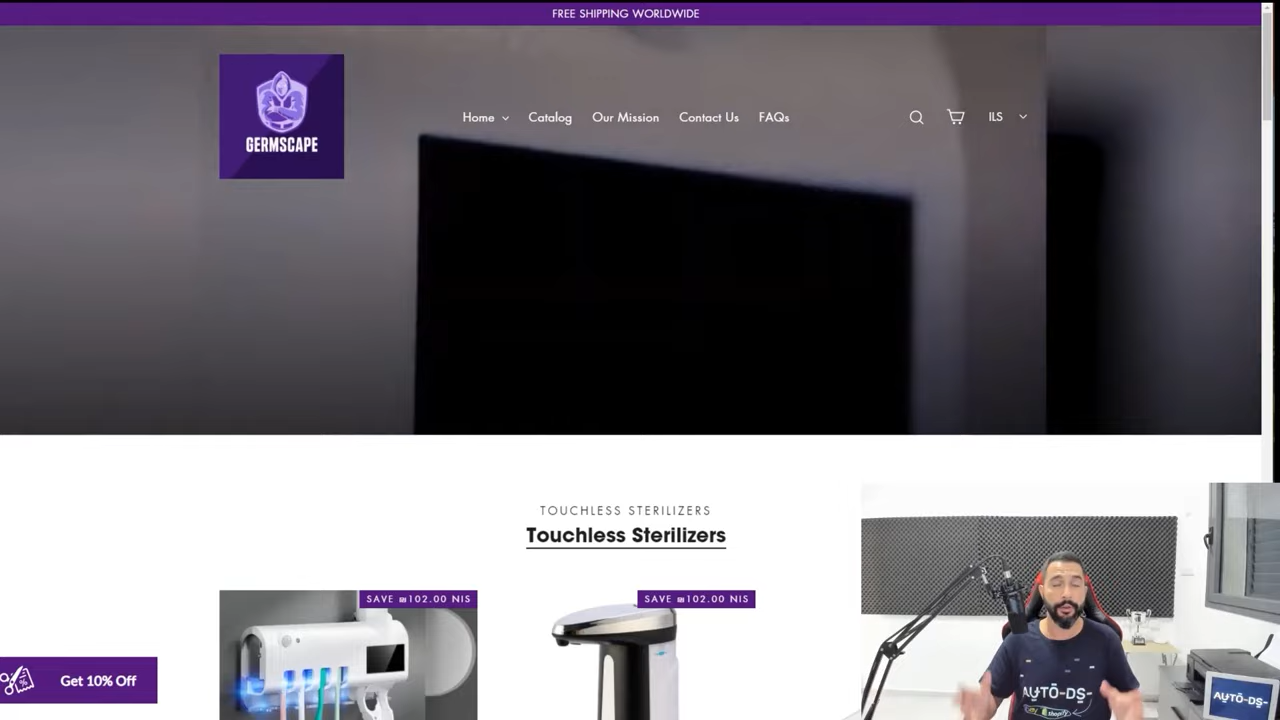 FREE SHIPPING WORLDWIDE
GERMSCAPE
Home
Catalog
Our Mission
Contact Us
FAQs
ILS
TOUCHLESS STERILIZERS
Touchless Sterilizers
SAVE ₪102.00 NIS
SAVE ₪102.00 NIS
Get 10% Off
AUTO-DS-
shopify
AUTO-DS-